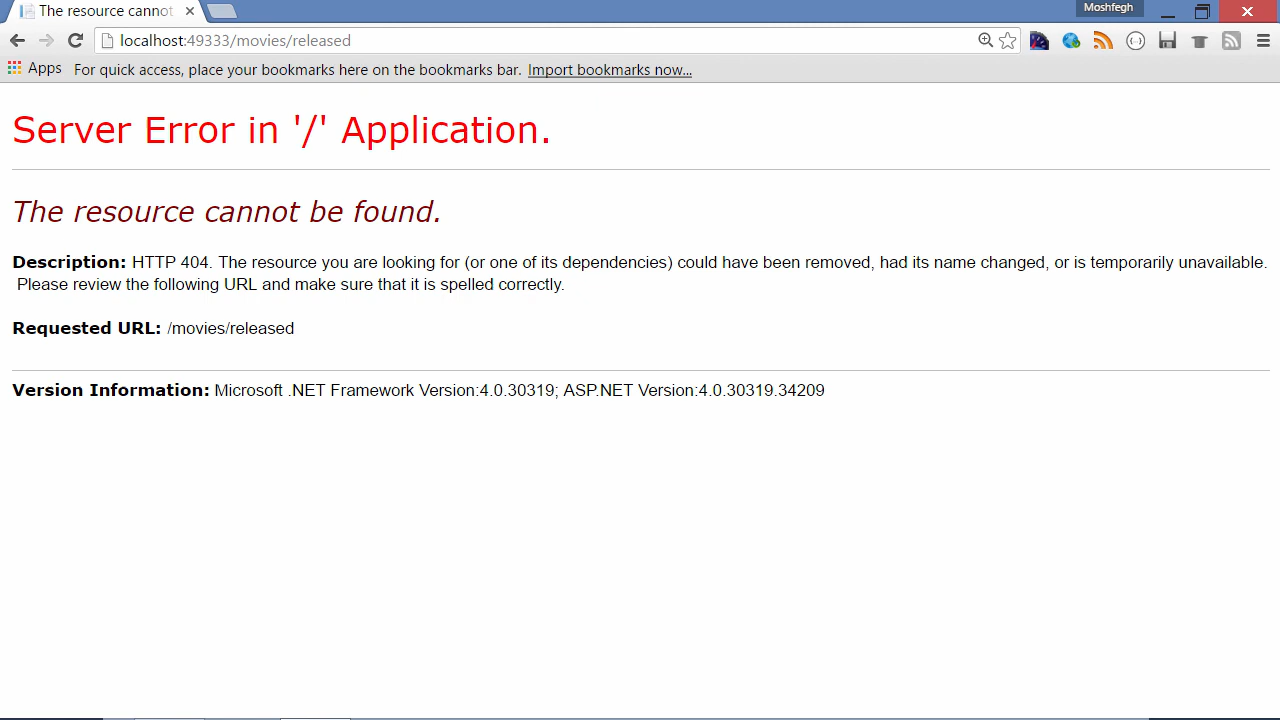 The resource cannot
Moshfegh
localhost:49333/movies/released
Apps For quick access, place your bookmarks here on the bookmarks bar. Import bookmarks now...
Server Error in '/' Application.
The resource cannot be found.
Description: HTTP 404. The resource you are looking for (or one of its dependencies) could have been removed, had its name changed, or is temporarily unavailable.
Please review the following URL and make sure that it is spelled correctly.
Requested URL: /movies/released
Version Information: Microsoft .NET Framework Version:4.0.30319; ASP.NET Version:4.0.30319.34209